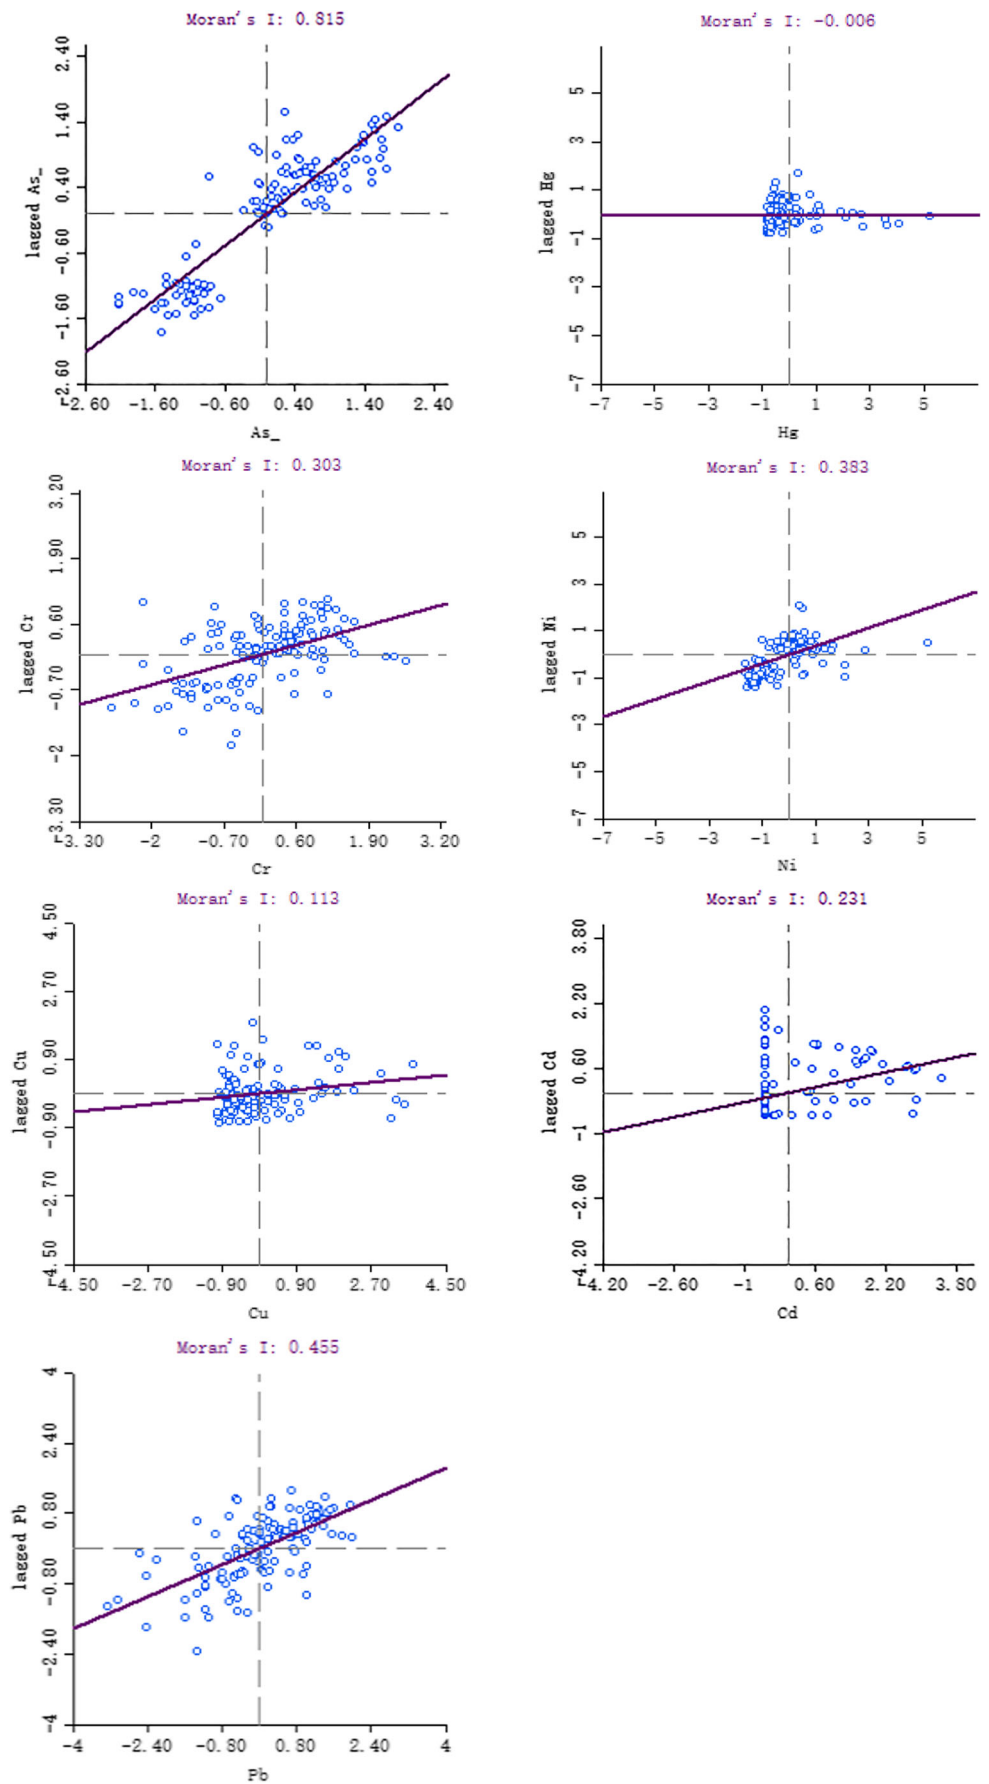 Moran's I: 0.815
lagged As_
2.40
1.40
0.40
-0.60
-1.60
-2.60
-2.60 -1.60 -0.60 0.40 1.40 2.40
As_
Moran's I: -0.006
lagged Hg
5
3
1
-1
-3
-5
-7
-7 -5 -3 -1 1 3 5
Hg
Moran's I: 0.303
lagged Cr
3.20
1.90
0.60
-0.70
-2
-3.30
-3.30 -2 -0.70 0.60 1.90 3.20
Cr
Moran's I: 0.383
lagged Ni
5
3
1
-1
-3
-5
-7
-7 -5 -3 -1 1 3 5
Ni
Moran's I: 0.113
lagged Cu
4.50
2.70
0.90
-0.90
-2.70
-4.50
-4.50 -2.70 -0.90 0.90 2.70 4.50
Cu
Moran's I: 0.231
lagged Cd
3.80
2.20
0.60
-1
-2.60
-4.20
-4.20 -2.60 -1 0.60 2.20 3.80
Cd
Moran's I: 0.455
lagged Pb
4
2.40
0.80
-0.80
-2.40
-4
-4 -2.40 -0.80 0.80 2.40 4
Pb